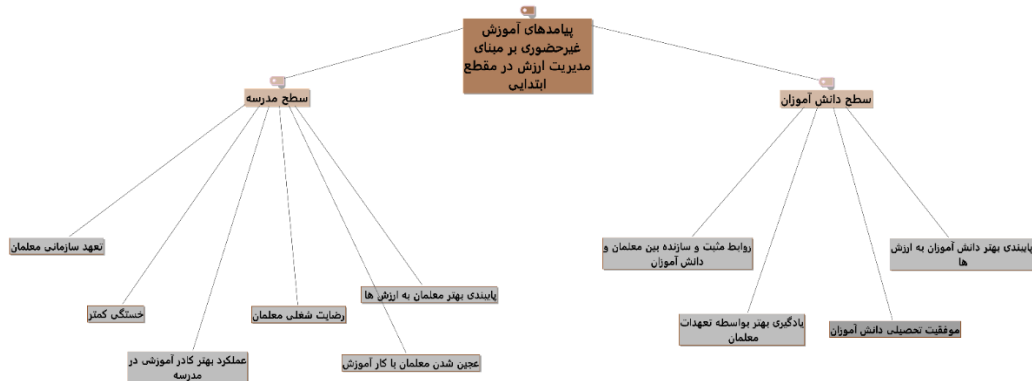 پیامدهای آموزش
غیرحضوری بر مبنای
مدیریت ارزش در مقطع
ابتدایی
سطح دانش آموزان
سطح مدرسه
پایبندی بهتر دانش آموزان به ارزش
ها
روابط مثبت و سازنده بین معلمان و
دانش آموزان
موفقیت تحصیلی دانش آموزان
یادگیری بهتر بواسطه تعهدات
معلمان
پایبندی بهتر معلمان به ارزش ها
عجین شدن معلمان با کار آموزش
رضایت شغلی معلمان
عملکرد بهتر کادر آموزشی در
مدرسه
خستگی کمتر
تعهد سازمانی معلمان